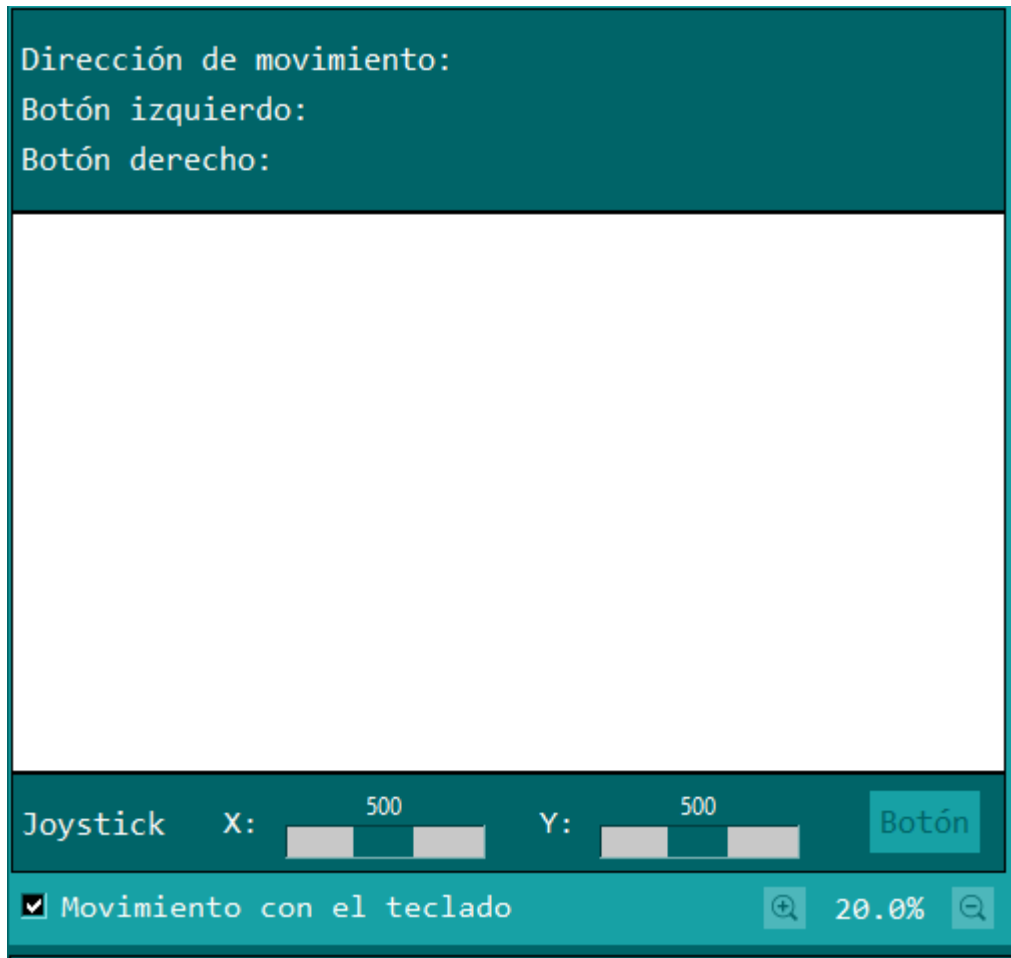 Dirección de movimiento:
Botón izquierdo:
Botón derecho:
500 500
Joystick X: Y: Botón
Movimiento con el teclado 20.0%